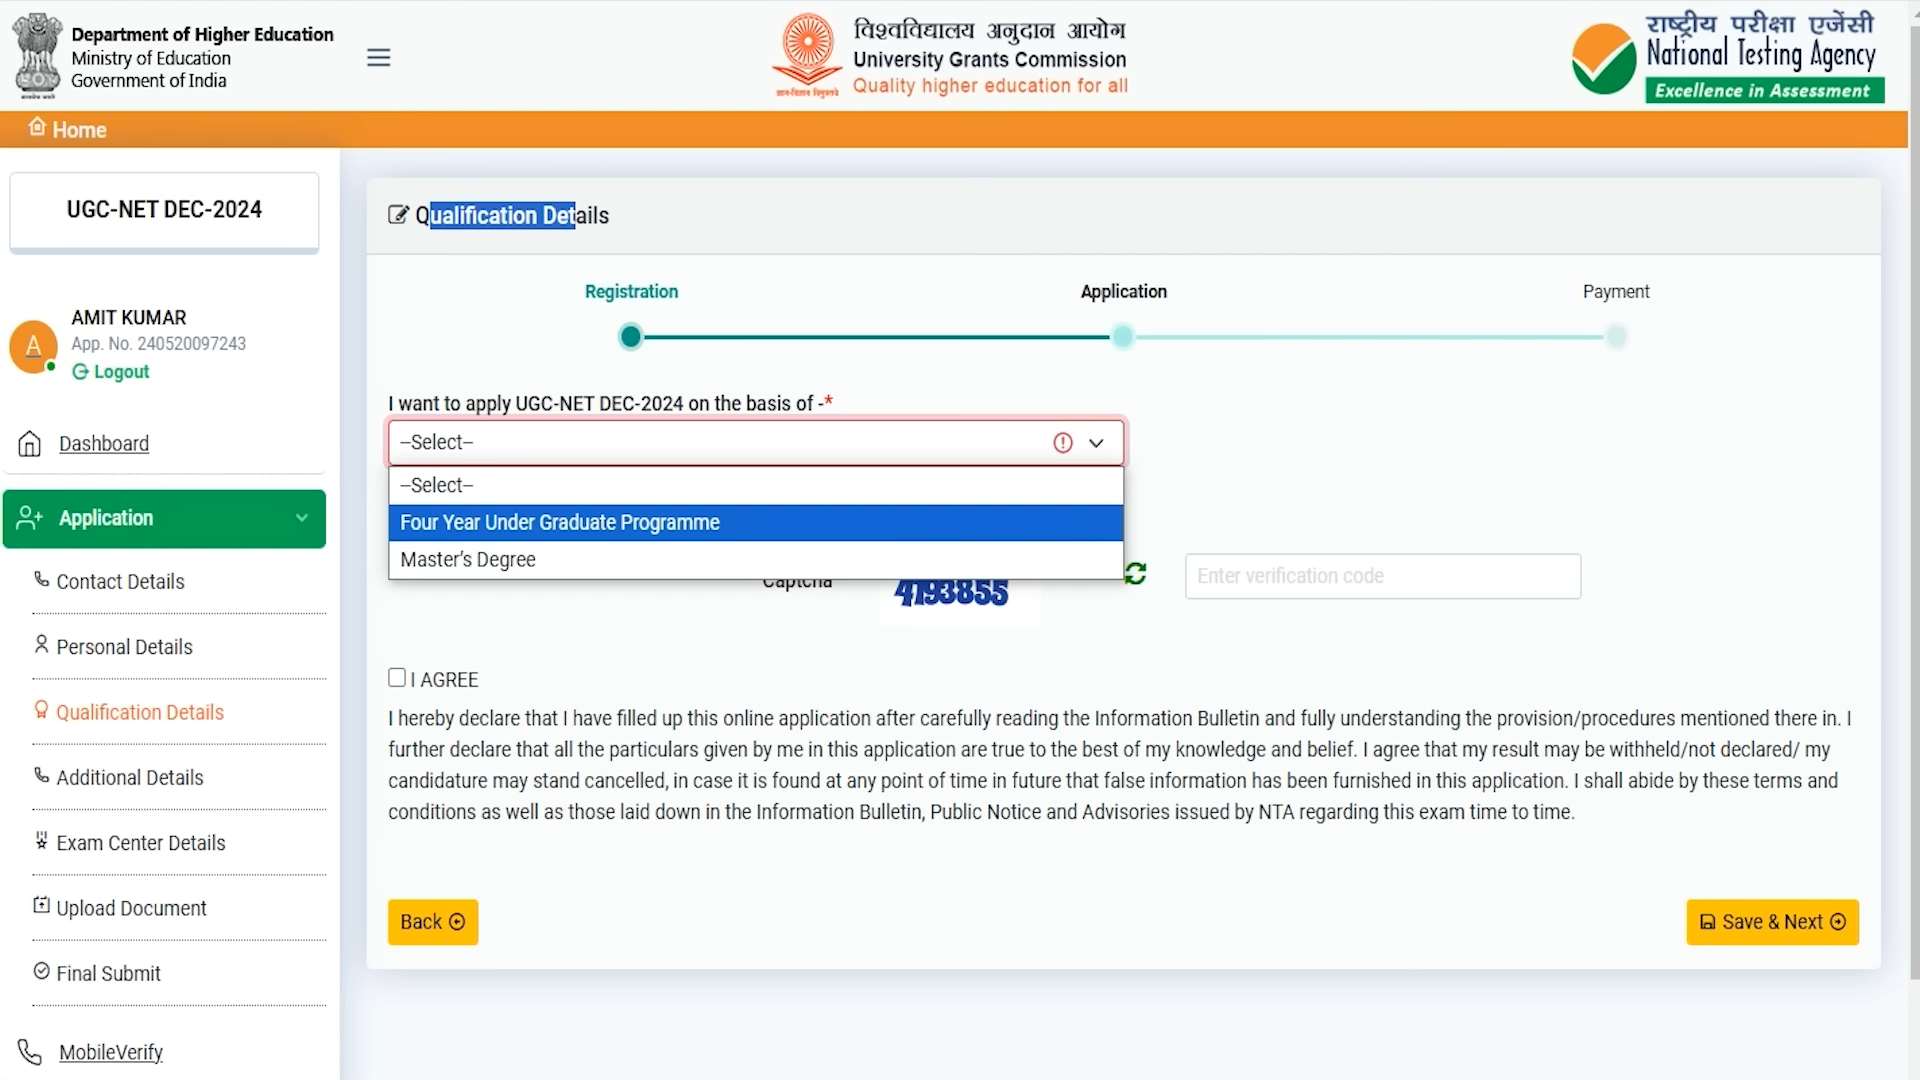 Department of Higher Education
Ministry of Education
Government of India
विश्वविद्यालय अनुदान आयोग
University Grants Commission
Quality higher education for all
ज्ञान-विज्ञान विमुक्तये
राष्ट्रीय परीक्षा एजेंसी
National Testing Agency
Excellence in Assessment
Home
UGC-NET DEC-2024
A
AMIT KUMAR
App. No. 240520097243
Logout
Dashboard
Application
Contact Details
Personal Details
Qualification Details
Additional Details
Exam Center Details
Upload Document
Final Submit
MobileVerify
Qualification Details
Registration
Application
Payment
I want to apply UGC-NET DEC-2024 on the basis of -*
--Select--
--Select--
Four Year Under Graduate Programme
Master's Degree
Captcha
4193855
Enter verification code
I AGREE
I hereby declare that I have filled up this online application after carefully reading the Information Bulletin and fully understanding the provision/procedures mentioned there in. I
further declare that all the particulars given by me in this application are true to the best of my knowledge and belief. I agree that my result may be withheld/not declared/ my
candidature may stand cancelled, in case it is found at any point of time in future that false information has been furnished in this application. I shall abide by these terms and
conditions as well as those laid down in the Information Bulletin, Public Notice and Advisories issued by NTA regarding this exam time to time.
Back
Save & Next